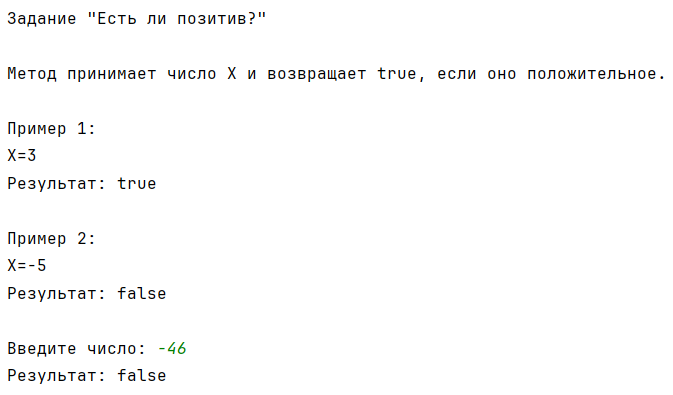 Задание "Есть ли позитив?"
Метод принимает число X и возвращает true, если оно положительное.
Пример 1:
X=3
Результат: true
Пример 2:
X=-5
Результат: false
Введите число: -46
Результат: false